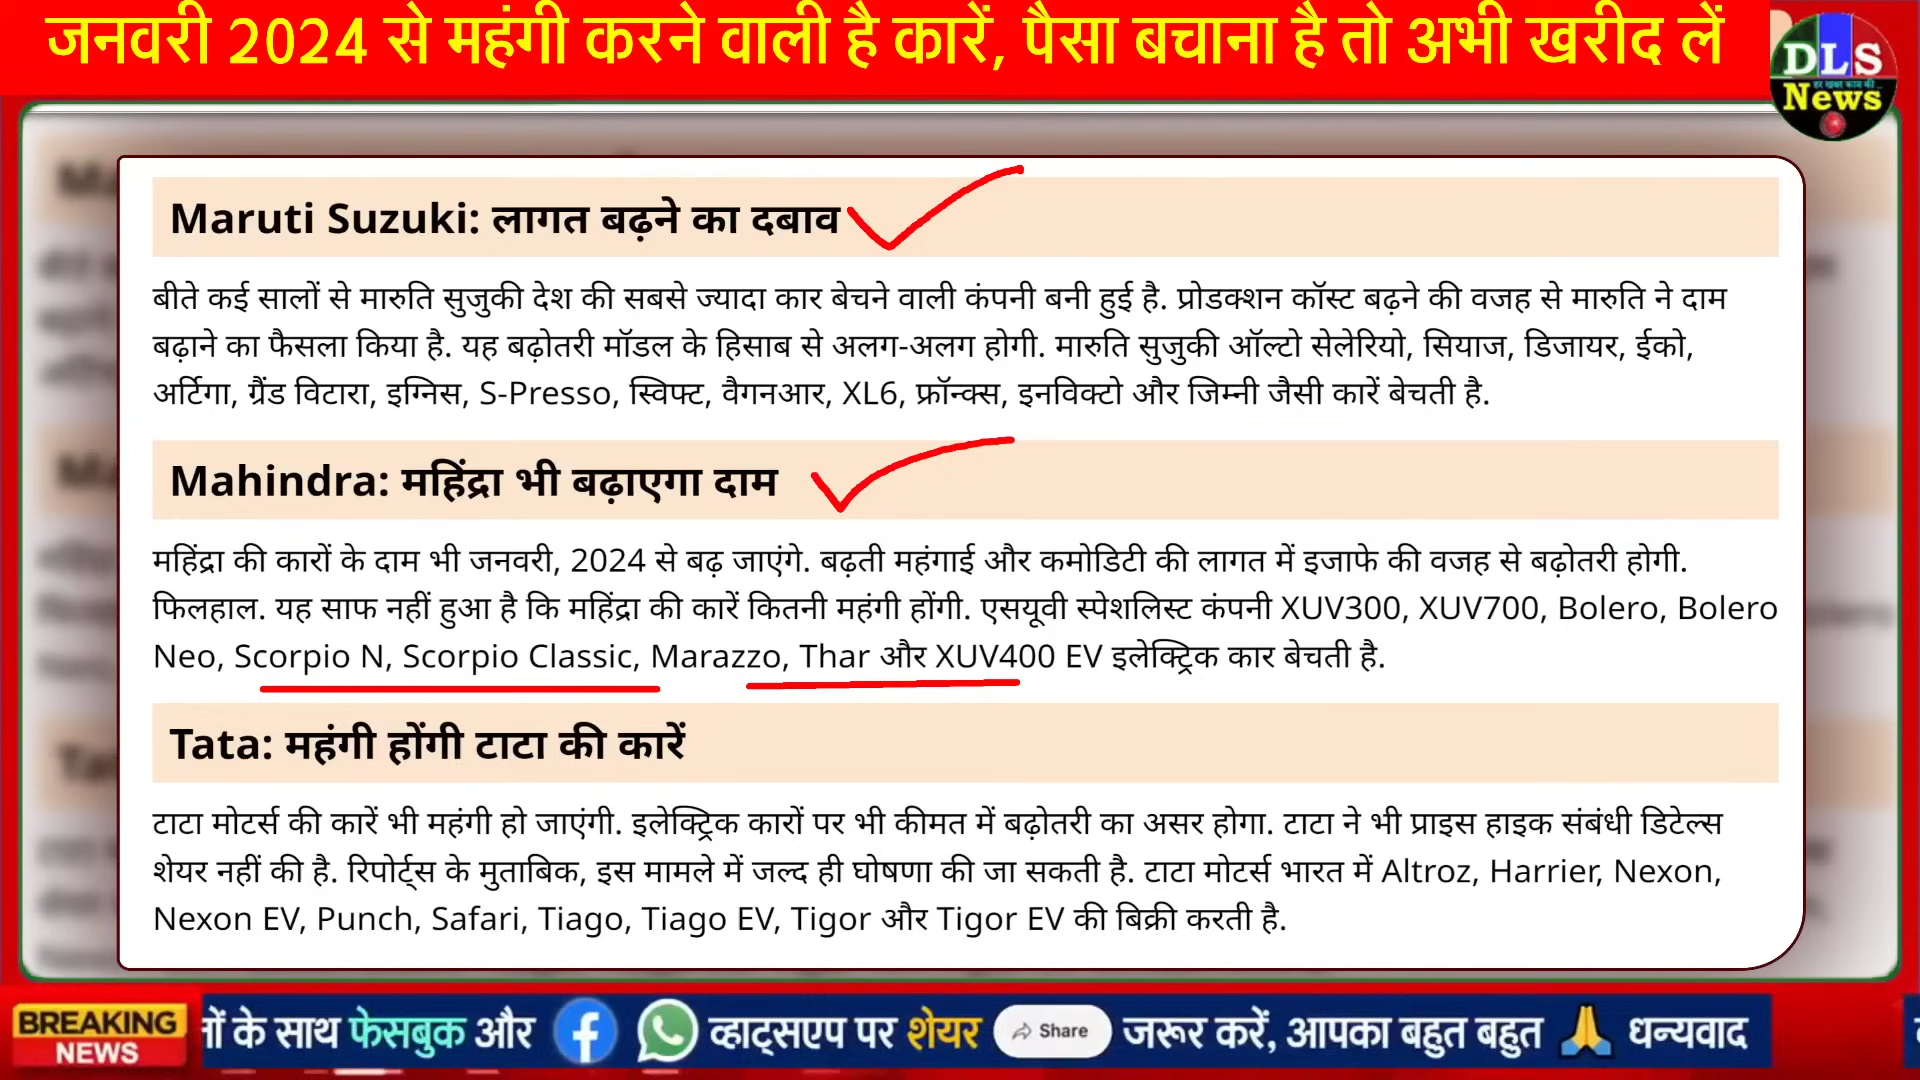 जनवरी 2024 से महंगी करने वाली है कारें, पैसा बचाना है तो अभी खरीद लें
DLS
हर खबर काम की
News
Maruti Suzuki: लागत बढ़ने का दबाव
बीते कई सालों से मारुति सुजुकी देश की सबसे ज्यादा कार बेचने वाली कंपनी बनी हुई है. प्रोडक्शन कॉस्ट बढ़ने की वजह से मारुति ने दाम
बढ़ाने का फैसला किया है. यह बढ़ोतरी मॉडल के हिसाब से अलग-अलग होगी. मारुति सुजुकी ऑल्टो सेलेरियो, सियाज, डिजायर, ईको,
अर्टिगा, ग्रैंड विटारा, इग्निस, S-Presso, स्विफ्ट, वैगनआर, XL6, फ्रॉन्क्स, इनविक्टो और जिम्नी जैसी कारें बेचती है.
Mahindra: महिंद्रा भी बढ़ाएगा दाम
महिंद्रा की कारों के दाम भी जनवरी, 2024 से बढ़ जाएंगे. बढ़ती महंगाई और कमोडिटी की लागत में इजाफे की वजह से बढ़ोतरी होगी.
फिलहाल. यह साफ नहीं हुआ है कि महिंद्रा की कारें कितनी महंगी होंगी. एसयूवी स्पेशलिस्ट कंपनी XUV300, XUV700, Bolero, Bolero
Neo, Scorpio N, Scorpio Classic, Marazzo, Thar और XUV400 EV इलेक्ट्रिक कार बेचती है.
Tata: महंगी होंगी टाटा की कारें
टाटा मोटर्स की कारें भी महंगी हो जाएंगी. इलेक्ट्रिक कारों पर भी कीमत में बढ़ोतरी का असर होगा. टाटा ने भी प्राइस हाइक संबंधी डिटेल्स
शेयर नहीं की है. रिपोर्ट्स के मुताबिक, इस मामले में जल्द ही घोषणा की जा सकती है. टाटा मोटर्स भारत में Altroz, Harrier, Nexon,
Nexon EV, Punch, Safari, Tiago, Tiago EV, Tigor और Tigor EV की बिक्री करती है.
BREAKING
NEWS
के साथ फेसबुक और व्हाट्सएप पर शेयर Share जरूर करें, आपका बहुत बहुत 🙏 धन्यवाद